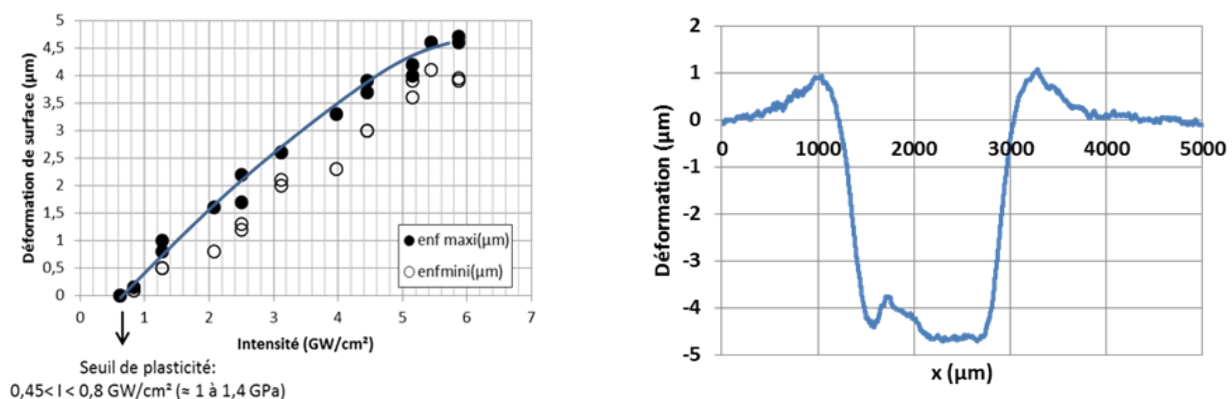 Déformation de surface (µm)
5
4,5
4
3,5
3
2,5
2
1,5
1
0,5
0
0 1 2 3 4 5 6 7
enf maxi(µm)
enfmini(µm)
Intensité (GW/cm²)
Seuil de plasticité:
0,45< I < 0,8 GW/cm² (≈ 1 à 1,4 GPa)
Déformation (µm)
2
1
0
-1
-2
-3
-4
-5
0 1000 2000 3000 4000 5000
x (µm)